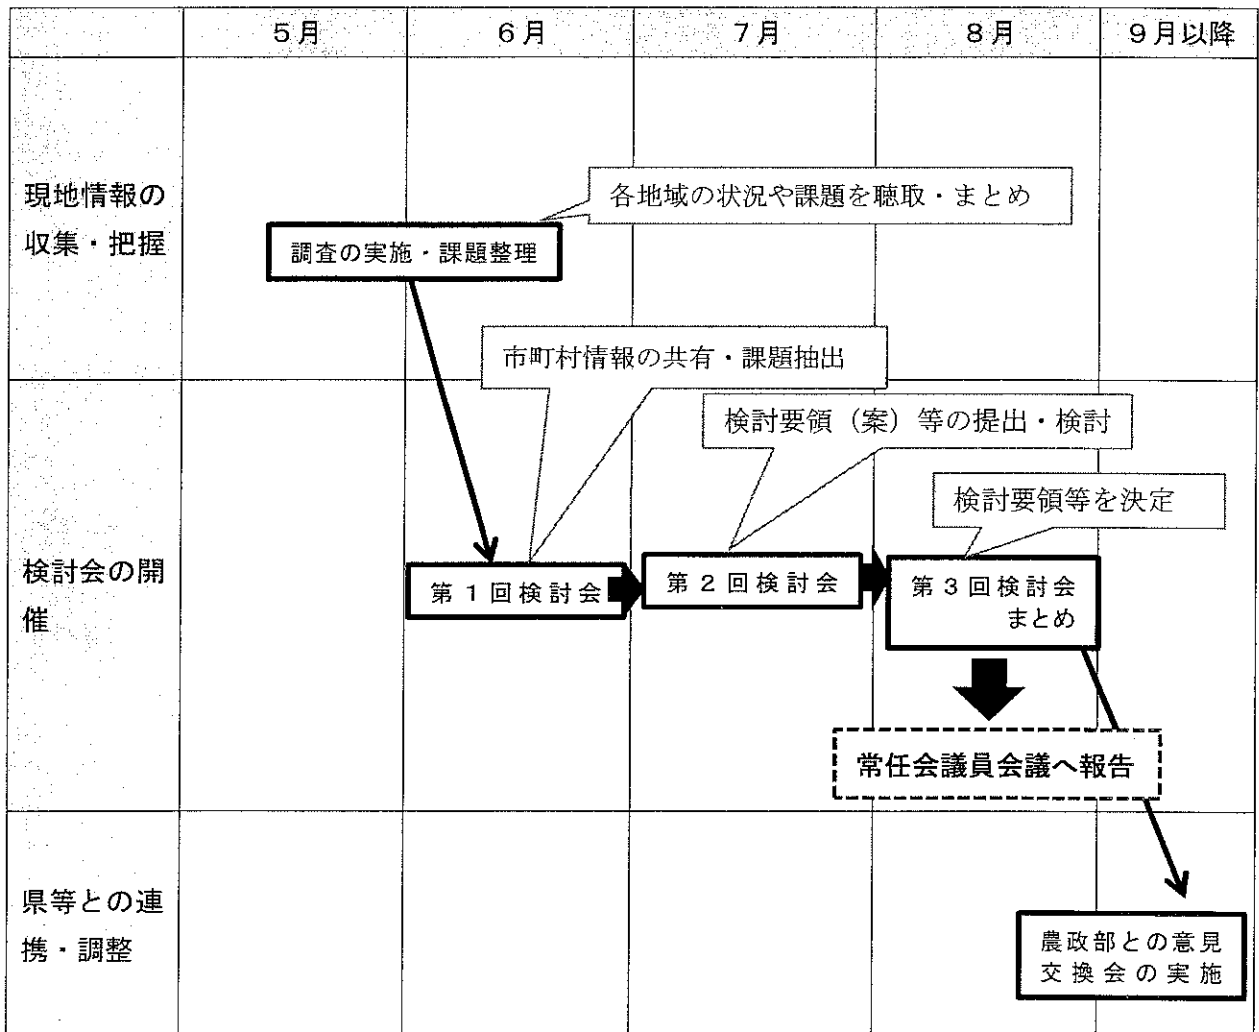 5月
6月
7月
8月
9月以降
現地情報の
収集・把握
各地域の状況や課題を聴取・まとめ
調査の実施・課題整理
市町村情報の共有・課題抽出
検討要領（案）等の提出・検討
検討要領等を決定
検討会の開
催
第1回検討会
第2回検討会
第3回検討会
まとめ
常任会議員会議へ報告
県等との連
携・調整
農政部との意見
交換会の実施